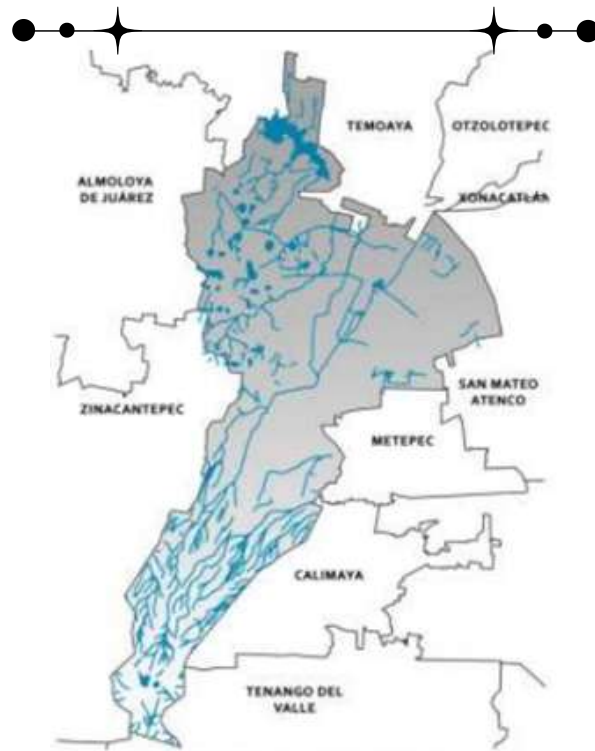 TEMOAYA
OTZOLOTEPEC
ALMOLOYA
DE JUÁREZ
XONACATLÁN
ZINACANTEPEC
SAN MATEO
ATENCO
METEPEC
CALIMAYA
TENANGO DEL
VALLE